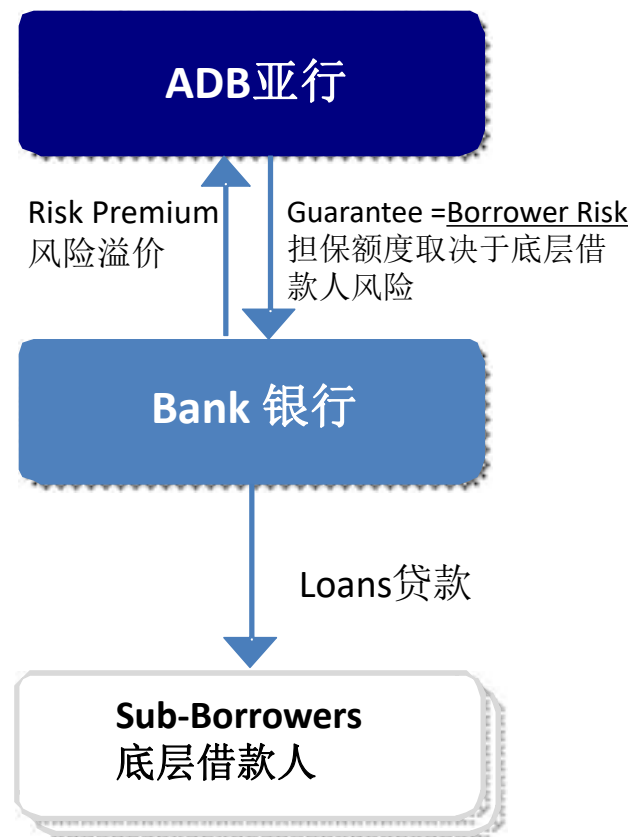 ADB亚行
Risk Premium
风险溢价
Guarantee =Borrower Risk
担保额度取决于底层借
款人风险
Bank 银行
Loans贷款
Sub-Borrowers
底层借款人